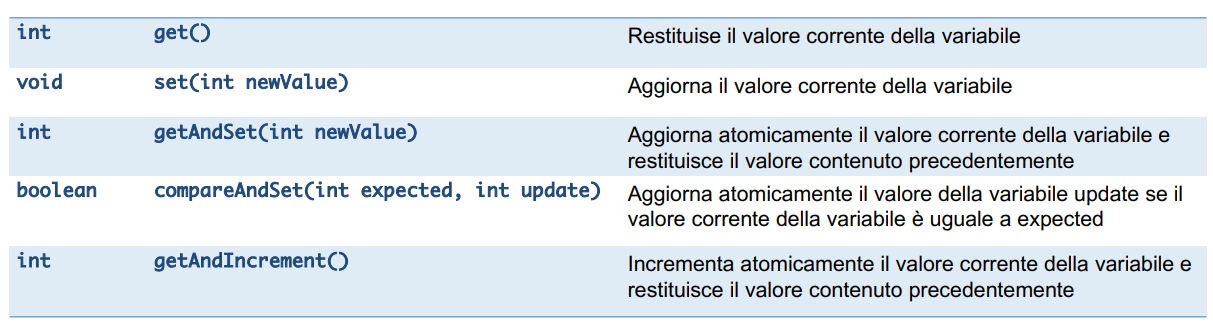 int get() Restituise il valore corrente della variabile
void set(int newValue) Aggiorna il valore corrente della variabile
int getAndSet(int newValue) Aggiorna atomicamente il valore corrente della variabile e
restituisce il valore contenuto precedentemente
boolean compareAndSet(int expected, int update) Aggiorna atomicamente il valore della variabile update se il
valore corrente della variabile è uguale a expected
int getAndIncrement() Incrementa atomicamente il valore corrente della variabile e
restituisce il valore contenuto precedentemente